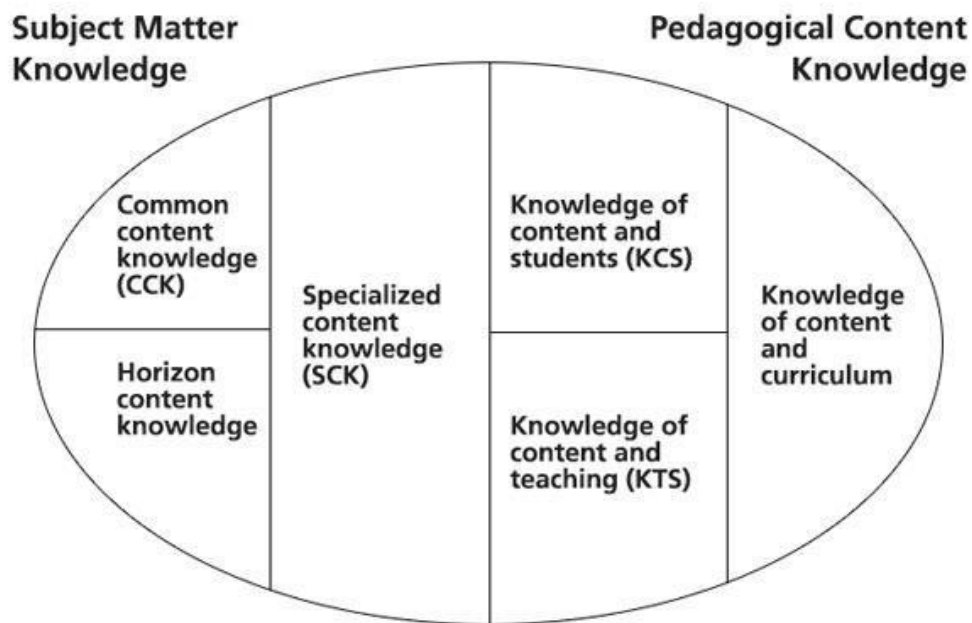 Subject Matter
Knowledge
Pedagogical Content
Knowledge
Common
content
knowledge
(CCK)
Horizon
content
knowledge
Specialized
content
knowledge
(SCK)
Knowledge of
content and
students (KCS)
Knowledge of
content and
teaching (KTS)
Knowledge
of content
and
curriculum